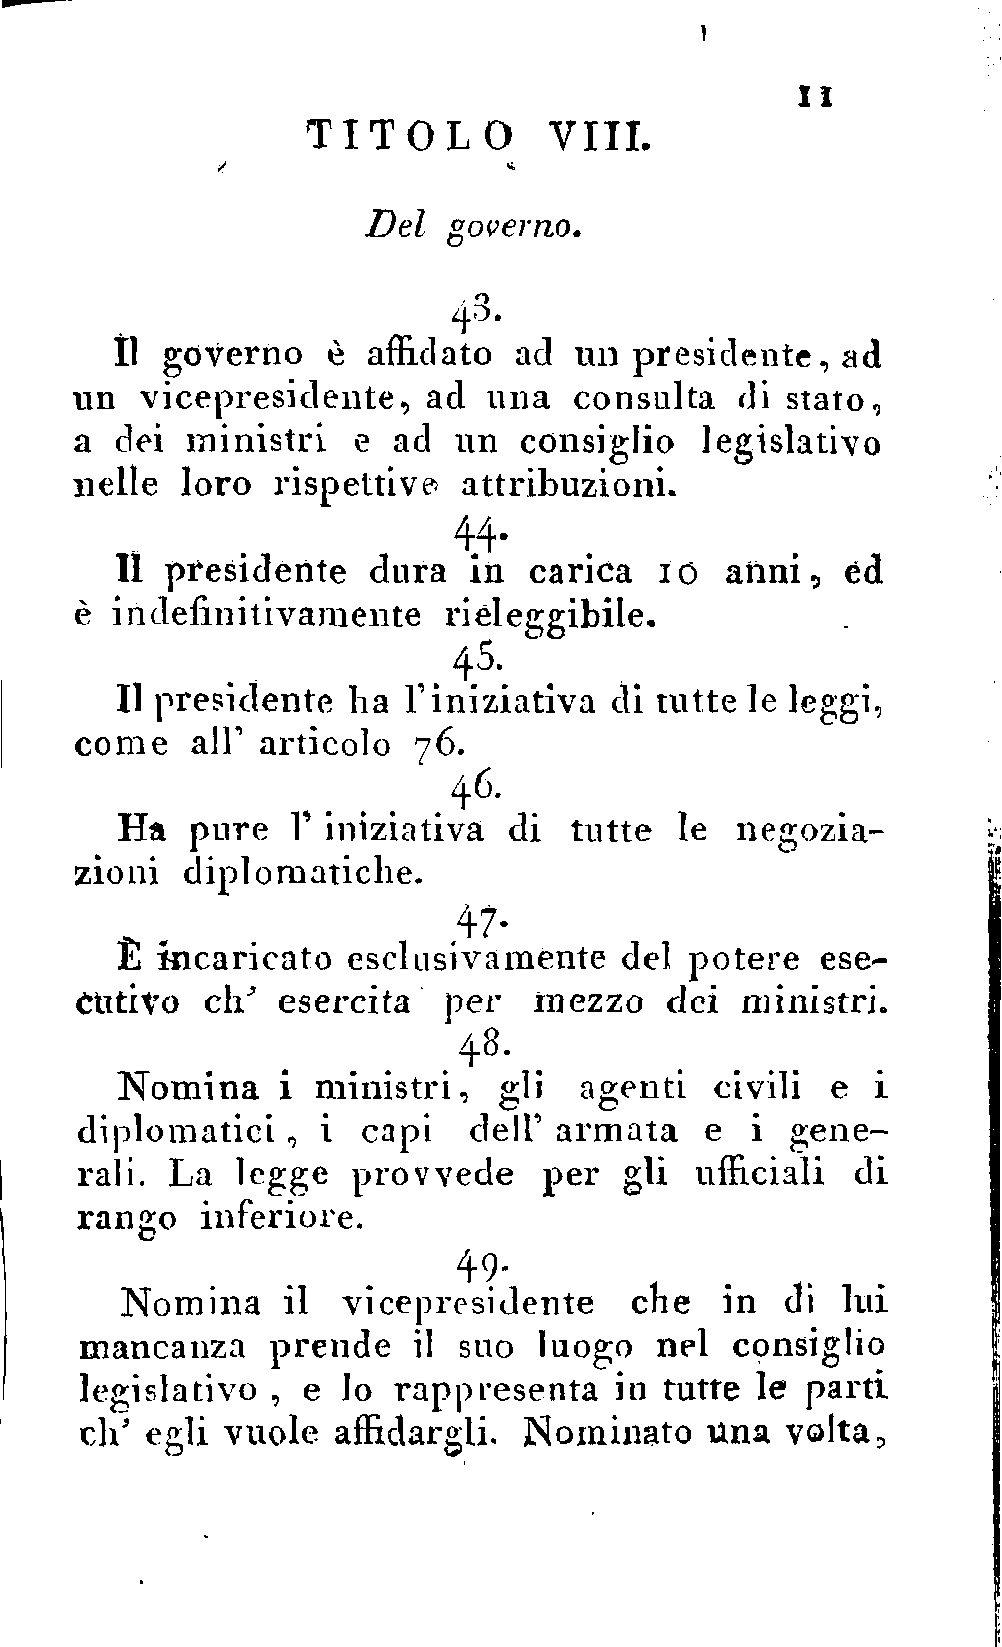 11
TITOLO VIII.
Del governo.
43.
Il governo è affidato ad un presidente, ad
un vicepresidente, ad una consulta di stato,
a dei ministri e ad un consiglio legislativo
nelle loro rispettive attribuzioni.
44.
Il presidente dura in carica 10 anni, ed
è indefinitivamente rieleggibile.
45.
Il presidente ha l'iniziativa di tutte le leggi,
come all' articolo 76.
46.
Ha pure l' iniziativa di tutte le negozia-
zioni diplomatiche.
47.
È incaricato esclusivamente del potere ese-
cutivo ch' esercita per mezzo dei ministri.
48.
Nomina i ministri, gli agenti civili e i
diplomatici, i capi dell' armata e i gene-
rali. La legge provvede per gli ufficiali di
rango inferiore.
49.
Nomina il vicepresidente che in di lui
mancanza prende il suo luogo nel consiglio
legislativo, e lo rappresenta in tutte le parti
ch' egli vuole affidargli. Nominato una volta,